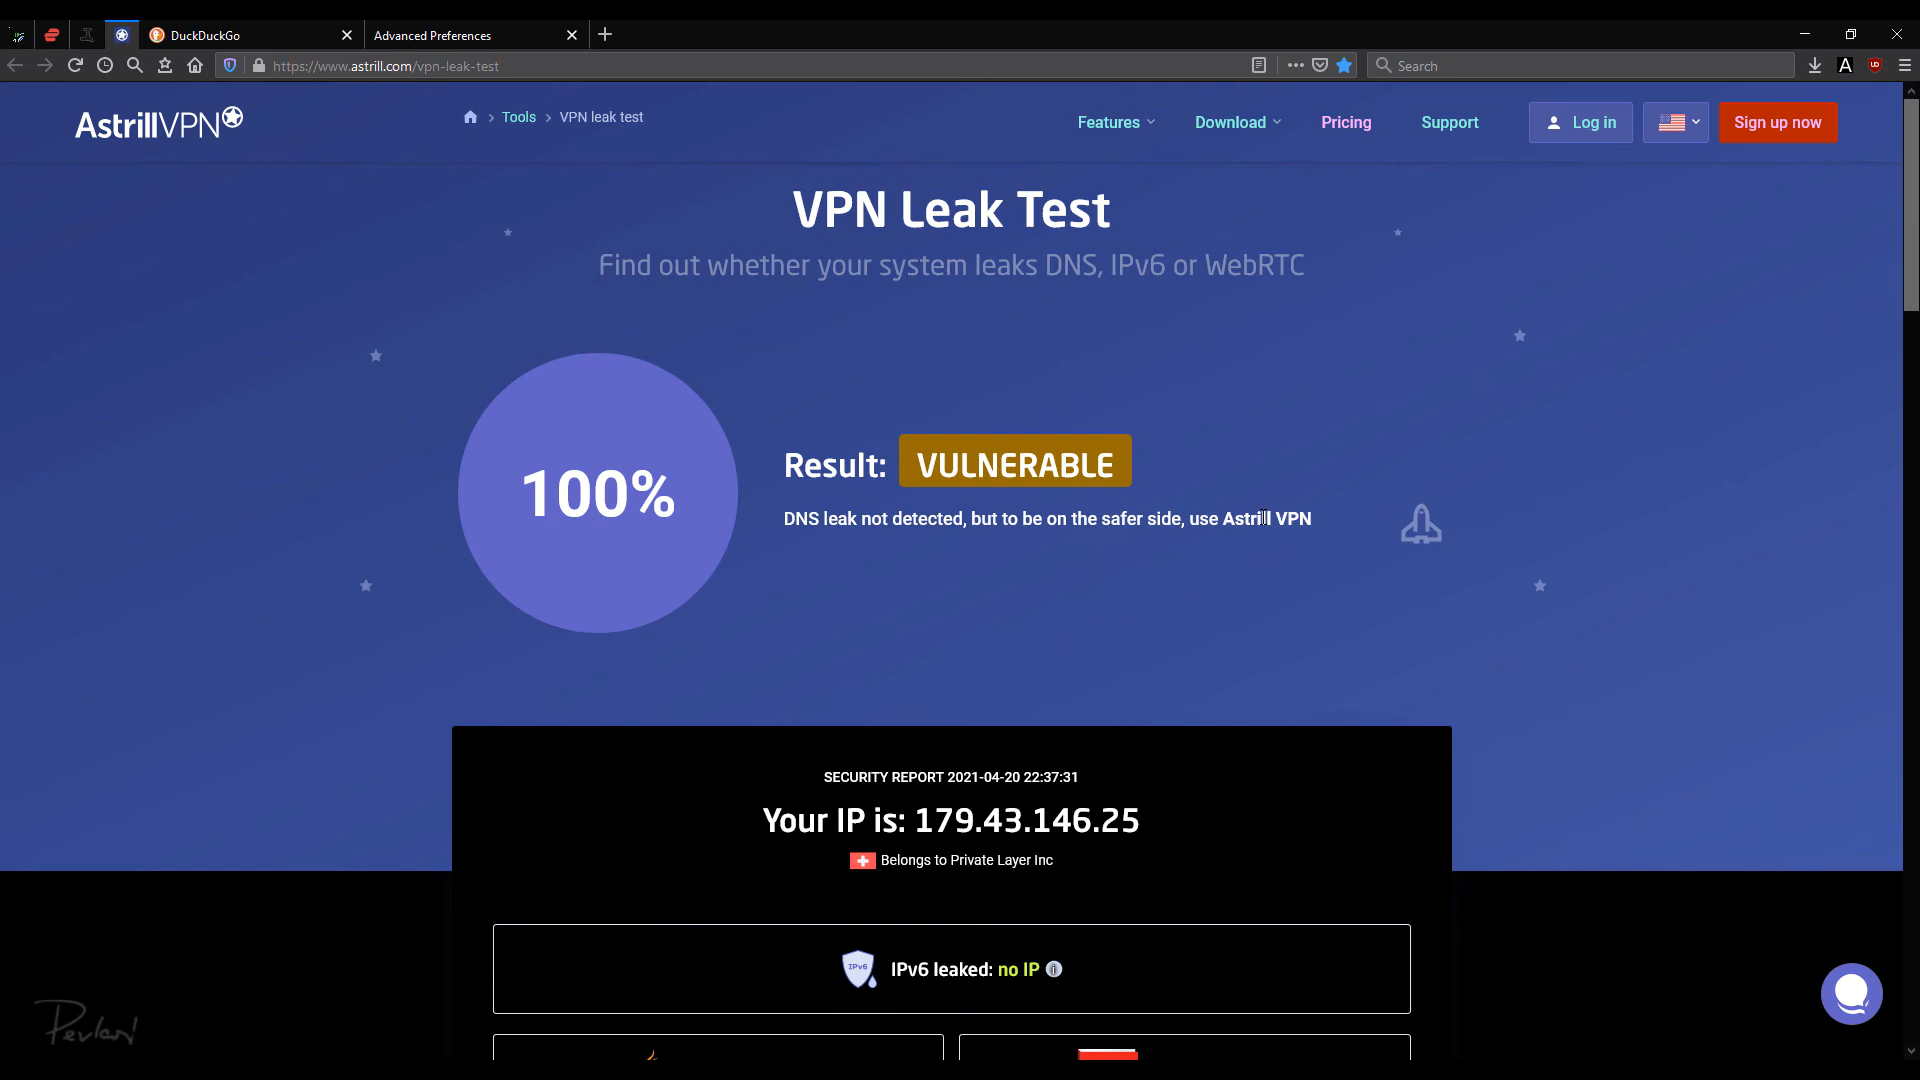 DuckDuckGo
Advanced Preferences
https://www.astrill.com/vpn-leak-test
Search
A
AstrillVPN
Tools
VPN leak test
Features
Download
Pricing
Support
Log in
Sign up now
VPN Leak Test
Find out whether your system leaks DNS, IPv6 or WebRTC
100%
Result: VULNERABLE
DNS leak not detected, but to be on the safer side, use Astrill VPN
SECURITY REPORT 2021-04-20 22:37:31
Your IP is: 179.43.146.25
Belongs to Private Layer Inc
IPv6
IPv6 leaked: no IP